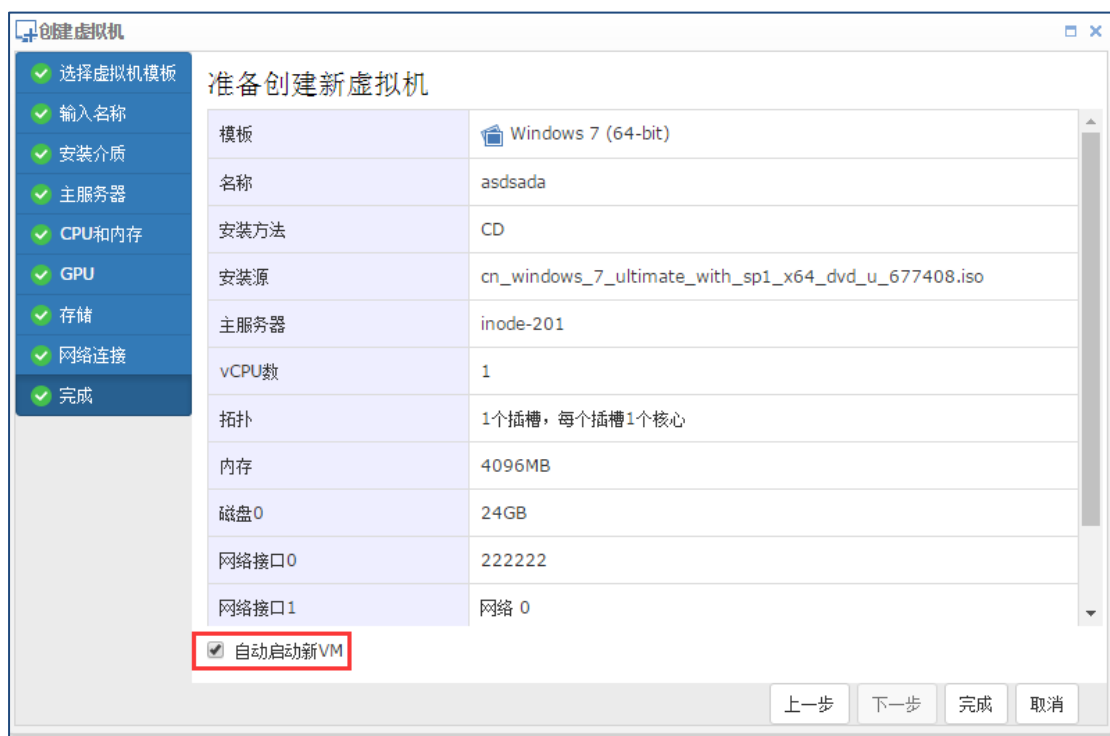 创建虚拟机
选择虚拟机模板
输入名称
安装介质
主服务器
CPU和内存
GPU
存储
网络连接
完成
准备创建新虚拟机
模板 Windows 7 (64-bit)
名称 asdsada
安装方法 CD
安装源 cn_windows_7_ultimate_with_sp1_x64_dvd_u_677408.iso
主服务器 inode-201
vCPU数 1
拓扑 1个插槽，每个插槽1个核心
内存 4096MB
磁盘0 24GB
网络接口0 222222
网络接口1 网络 0
自动启动新VM
上一步 下一步 完成 取消